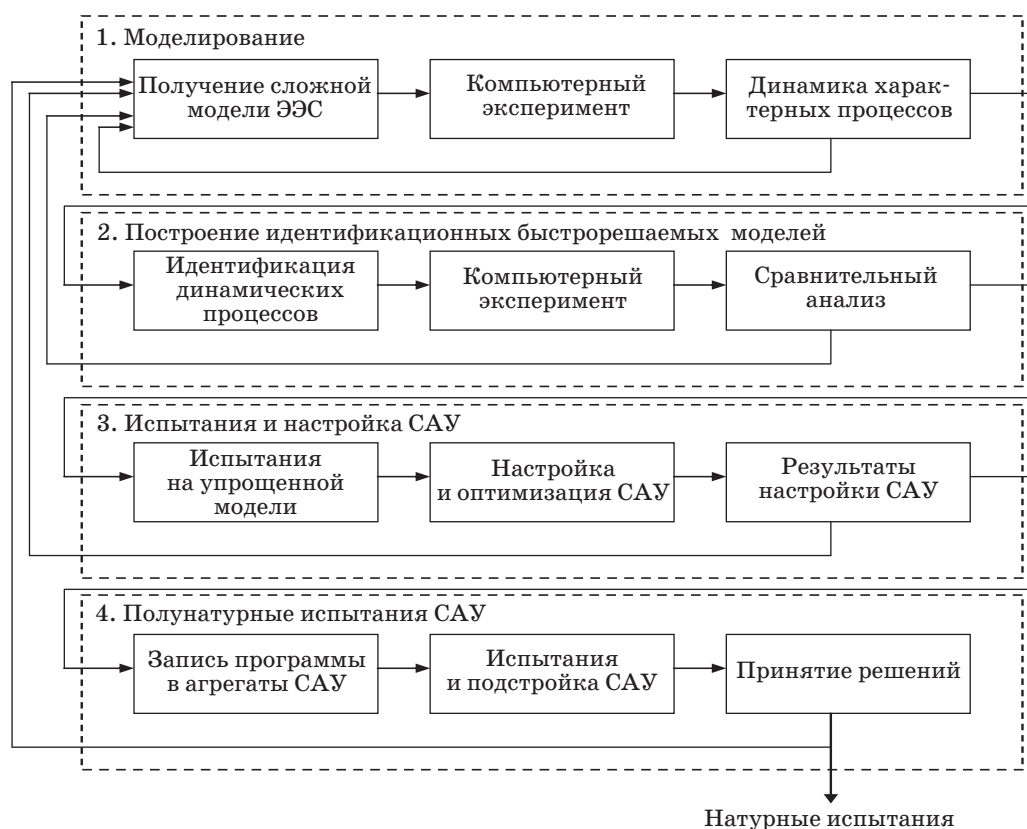 1. Моделирование
Получение сложной
модели ЭЭС
Компьютерный
эксперимент
Динамика харак-
терных процессов
2. Построение идентификационных быстрорешаемых моделей
Идентификация
динамических
процессов
Компьютерный
эксперимент
Сравнительный
анализ
3. Испытания и настройка САУ
Испытания
на упрощенной
модели
Настройка
и оптимизация САУ
Результаты
настройки САУ
4. Полунатурные испытания САУ
Запись программы
в агрегаты САУ
Испытания
и подстройка САУ
Принятие решений
Натурные испытания